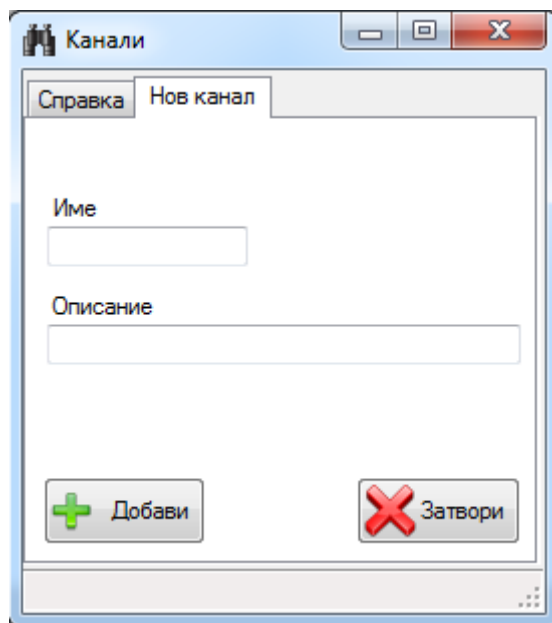 Канали
Справка Нов канал
Име
Описание
Добави Затвори